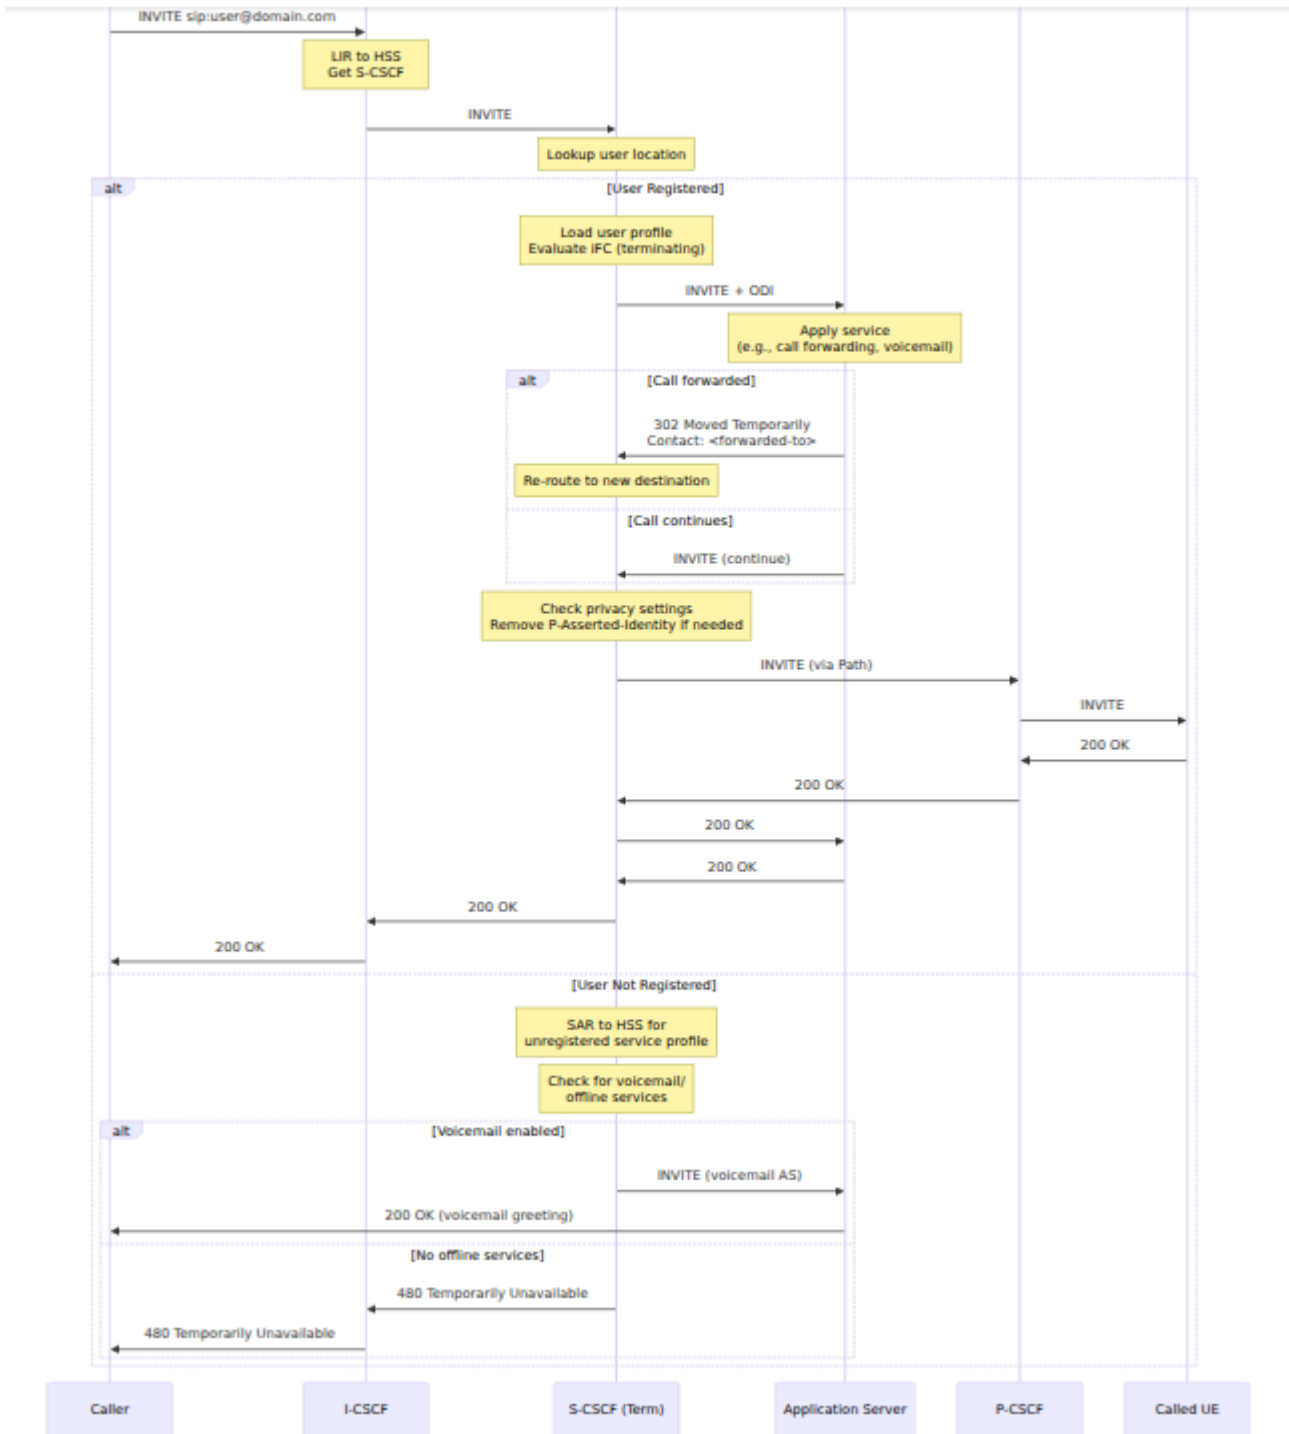 INVITE sip:user@domain.com
LIR to HSS
Get S-CSCF
INVITE
Lookup user location
alt
[User Registered]
Load user profile
Evaluate iFC (terminating)
INVITE + ODI
Apply service
(e.g., call forwarding, voicemail)
alt
[Call forwarded]
302 Moved Temporarily
Contact: <forwarded-to>
Re-route to new destination
[Call continues]
INVITE (continue)
Check privacy settings
Remove P-Asserted-Identity if needed
INVITE (via Path)
INVITE
200 OK
200 OK
200 OK
200 OK
200 OK
200 OK
[User Not Registered]
SAR to HSS for
unregistered service profile
Check for voicemail/
offline services
alt
[Voicemail enabled]
INVITE (voicemail AS)
200 OK (voicemail greeting)
[No offline services]
480 Temporarily Unavailable
480 Temporarily Unavailable
Caller
I-CSCF
S-CSCF (Term)
Application Server
P-CSCF
Called UE